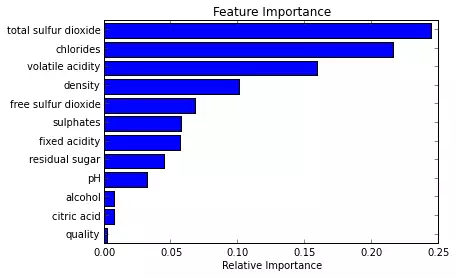 Feature Importance
total sulfur dioxide
chlorides
volatile acidity
density
free sulfur dioxide
sulphates
fixed acidity
residual sugar
pH
alcohol
citric acid
quality
0.00 0.05 0.10 0.15 0.20 0.25
Relative Importance